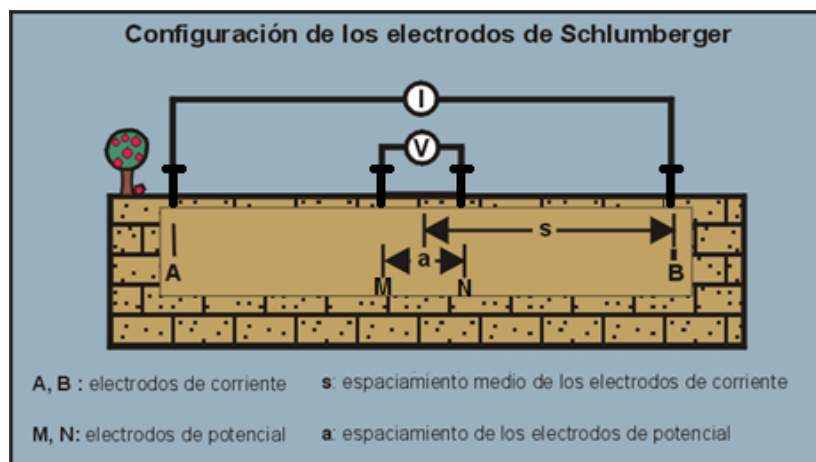 Configuración de los electrodos de Schlumberger
I
V
s
a
A
M
N
B
A, B : electrodos de corriente
s: espaciamiento medio de los electrodos de corriente
M, N: electrodos de potencial
a: espaciamiento de los electrodos de potencial